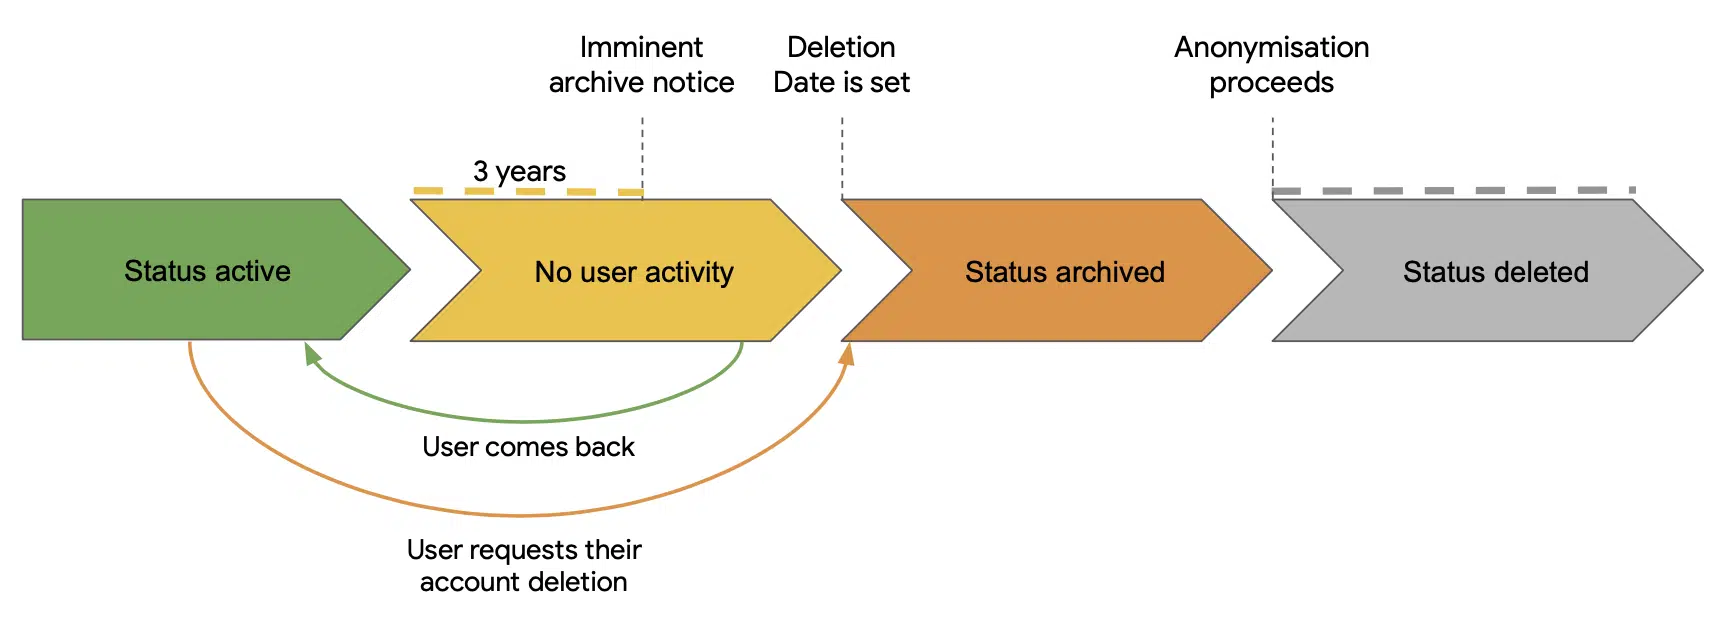 Imminent
archive notice
Deletion
Date is set
Anonymisation
proceeds
3 years
Status active
No user activity
Status archived
Status deleted
User comes back
User requests their
account deletion